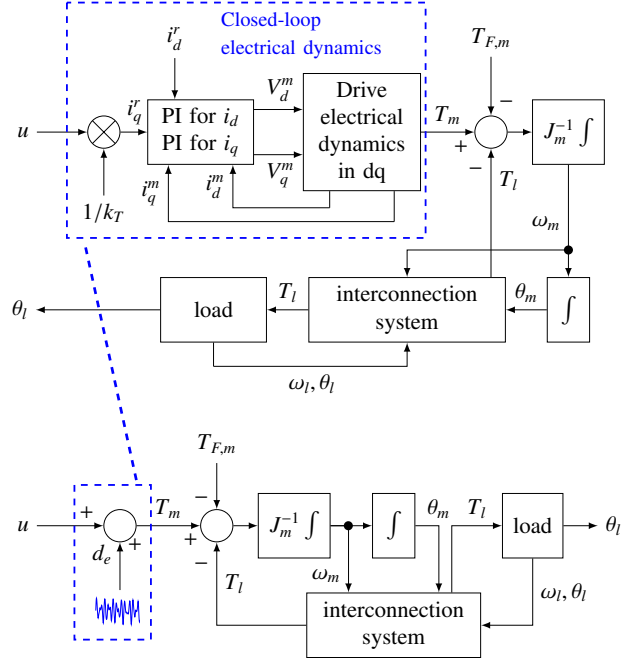 Closed-loop
electrical dynamics
i_d^r
T_{F,m}
u
i_q^r
PI for i_d
PI for i_q
V_d^m
V_q^m
Drive
electrical
dynamics
in dq
T_m
+
−
−
J_m^{-1} ∫
1/k_T
i_q^m
i_d^m
T_l
ω_m
θ_l
load
T_l
interconnection
system
θ_m
∫
ω_l, θ_l
T_{F,m}
u
+
+
d_e
T_m
−
+
−
J_m^{-1} ∫
∫
θ_m
T_l
load
θ_l
T_l
ω_m
interconnection
system
ω_l, θ_l